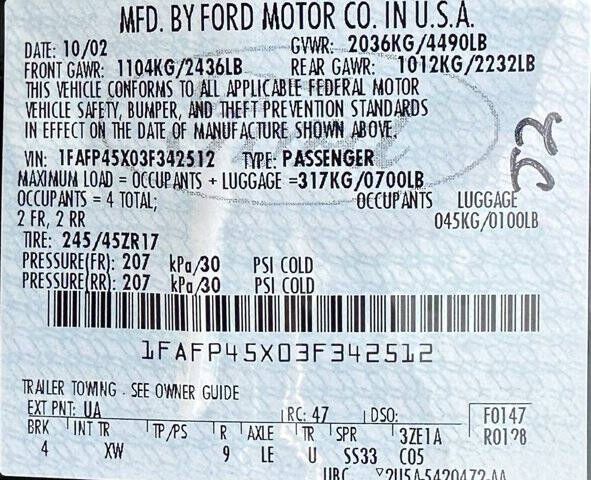 MFD. BY FORD MOTOR CO. IN U.S.A.
DATE: 10/02 GVWR: 2036KG/4490LB
FRONT GAWR: 1104KG/2436LB REAR GAWR: 1012KG/2232LB
THIS VEHICLE CONFORMS TO ALL APPLICABLE FEDERAL MOTOR
VEHICLE SAFETY, BUMPER, AND THEFT PREVENTION STANDARDS
IN EFFECT ON THE DATE OF MANUFACTURE SHOWN ABOVE.
52
VIN: 1FAFP45X03F342512 TYPE: PASSENGER
MAXIMUM LOAD = OCCUPANTS + LUGGAGE =317KG/0700LB
OCCUPANTS = 4 TOTAL; OCCUPANTS LUGGAGE
2 FR, 2 RR 045KG/0100LB
TIRE: 245/45ZR17
PRESSURE(FR): 207 kPa/30 PSI COLD
PRESSURE(RR): 207 kPa/30 PSI COLD
1FAFP45X03F342512
TRAILER TOWING - SEE OWNER GUIDE
EXT PNT: UA RC: 47 DSO: F0147
BRK INT TR TP/PS R AXLE TR SPR 3ZE1A R0128
4 XW 9 LE U SS33 C05
UBC 2U5A-5420472-AA